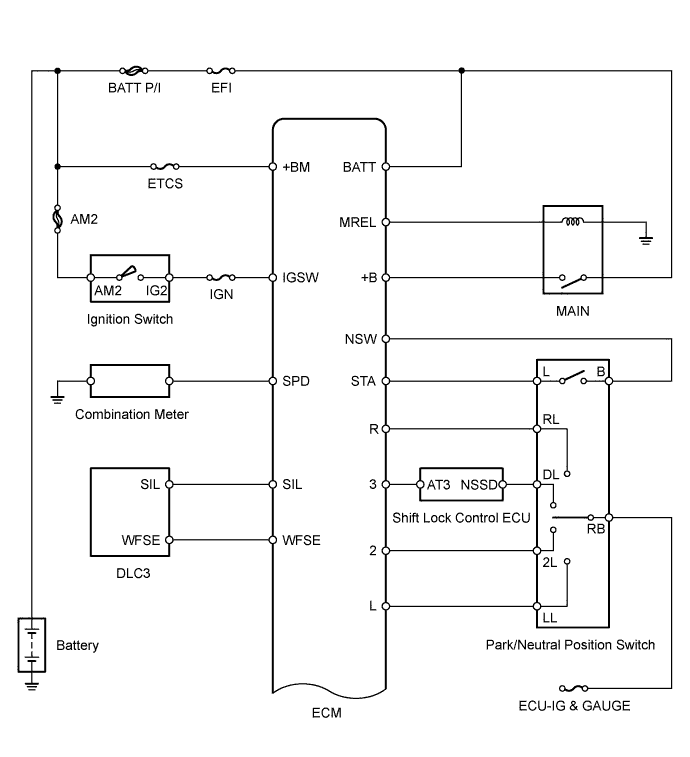 BATT P/I
EFI
ETCS
+BM
BATT
AM2
MREL
AM2
IG2
IGN
IGSW
+B
Ignition Switch
MAIN
NSW
L
B
SPD
STA
Combination Meter
RL
R
DL
SIL
SIL
3
AT3
NSSD
Shift Lock Control ECU
RB
WFSE
WFSE
2
2L
DLC3
L
LL
Battery
Park/Neutral Position Switch
ECU-IG & GAUGE
ECM